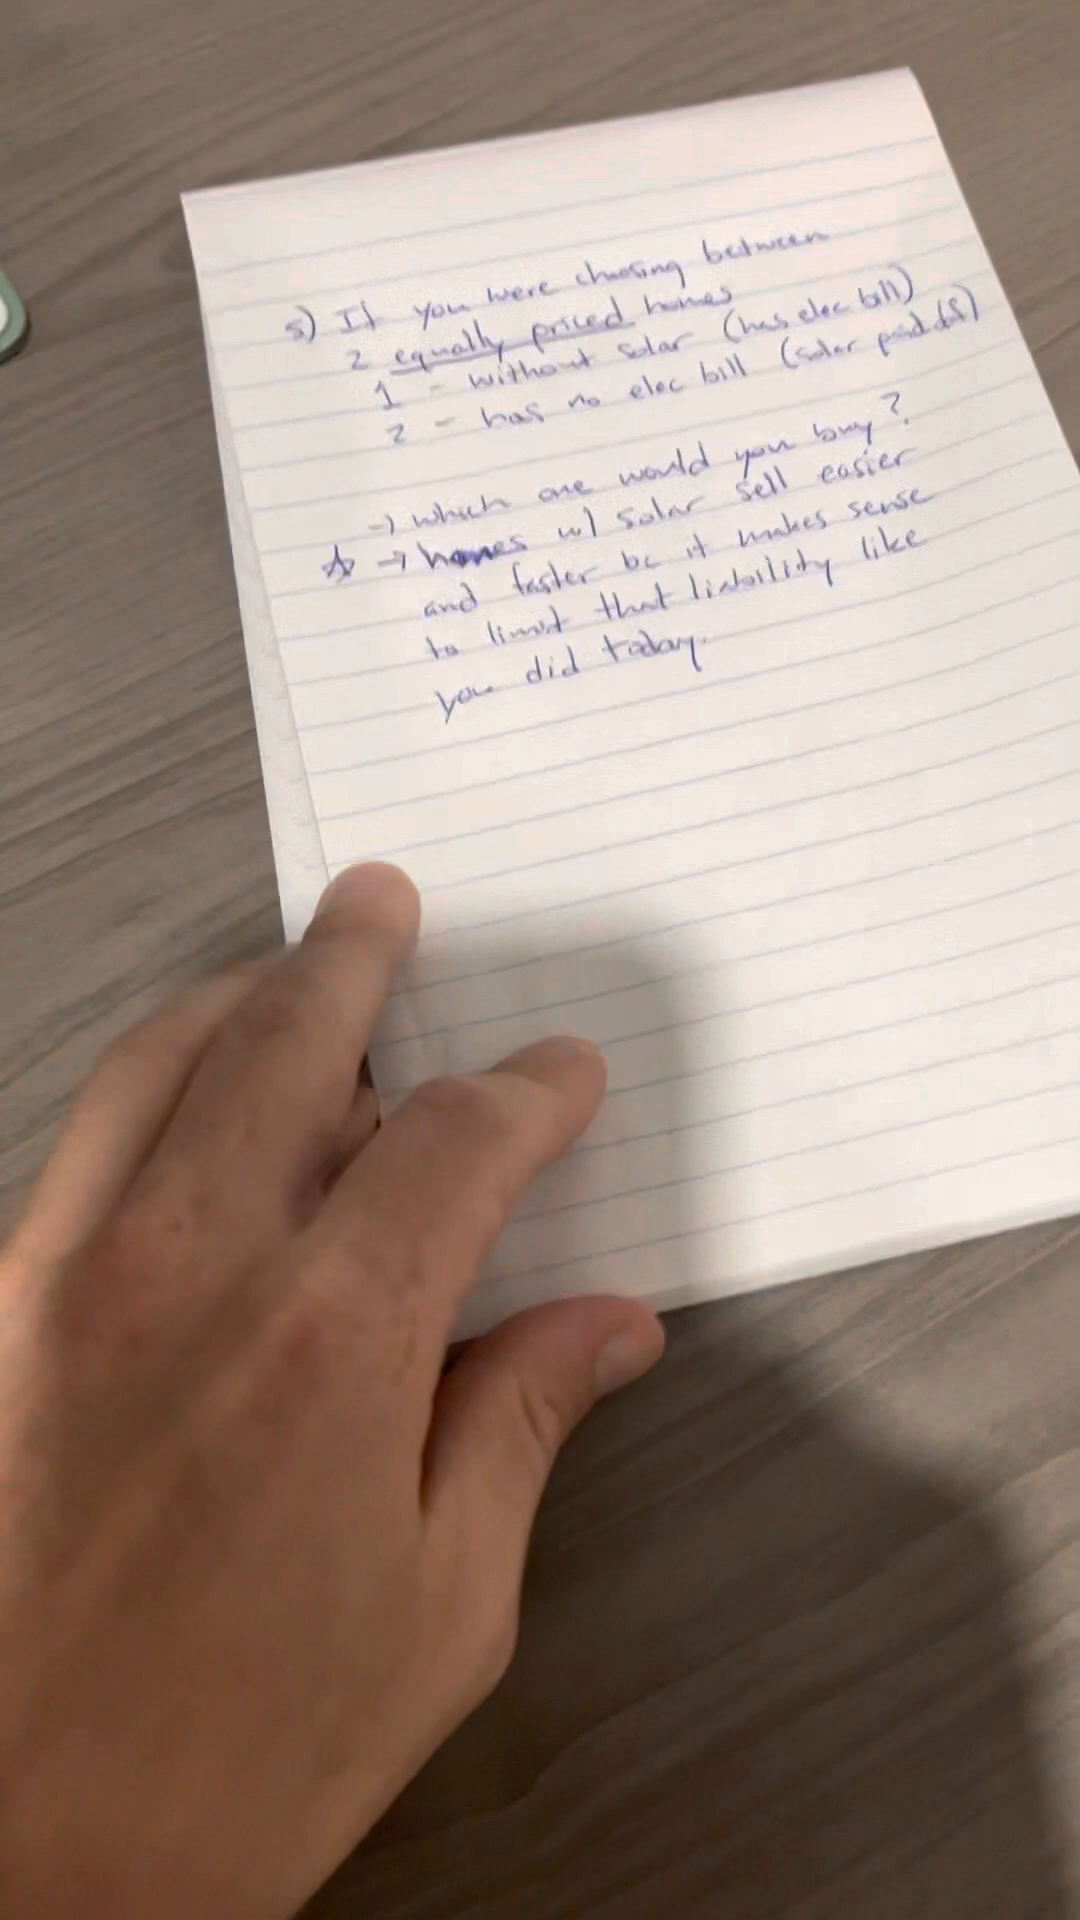 5) If you were choosing between
2 equally priced homes
1 - without solar (has elec bill)
2 - has no elec bill (solar paid off)
→ which one would you buy?
☆ → homes w/ solar sell easier
and faster bc it makes sense
to limit that liability like
you did today.